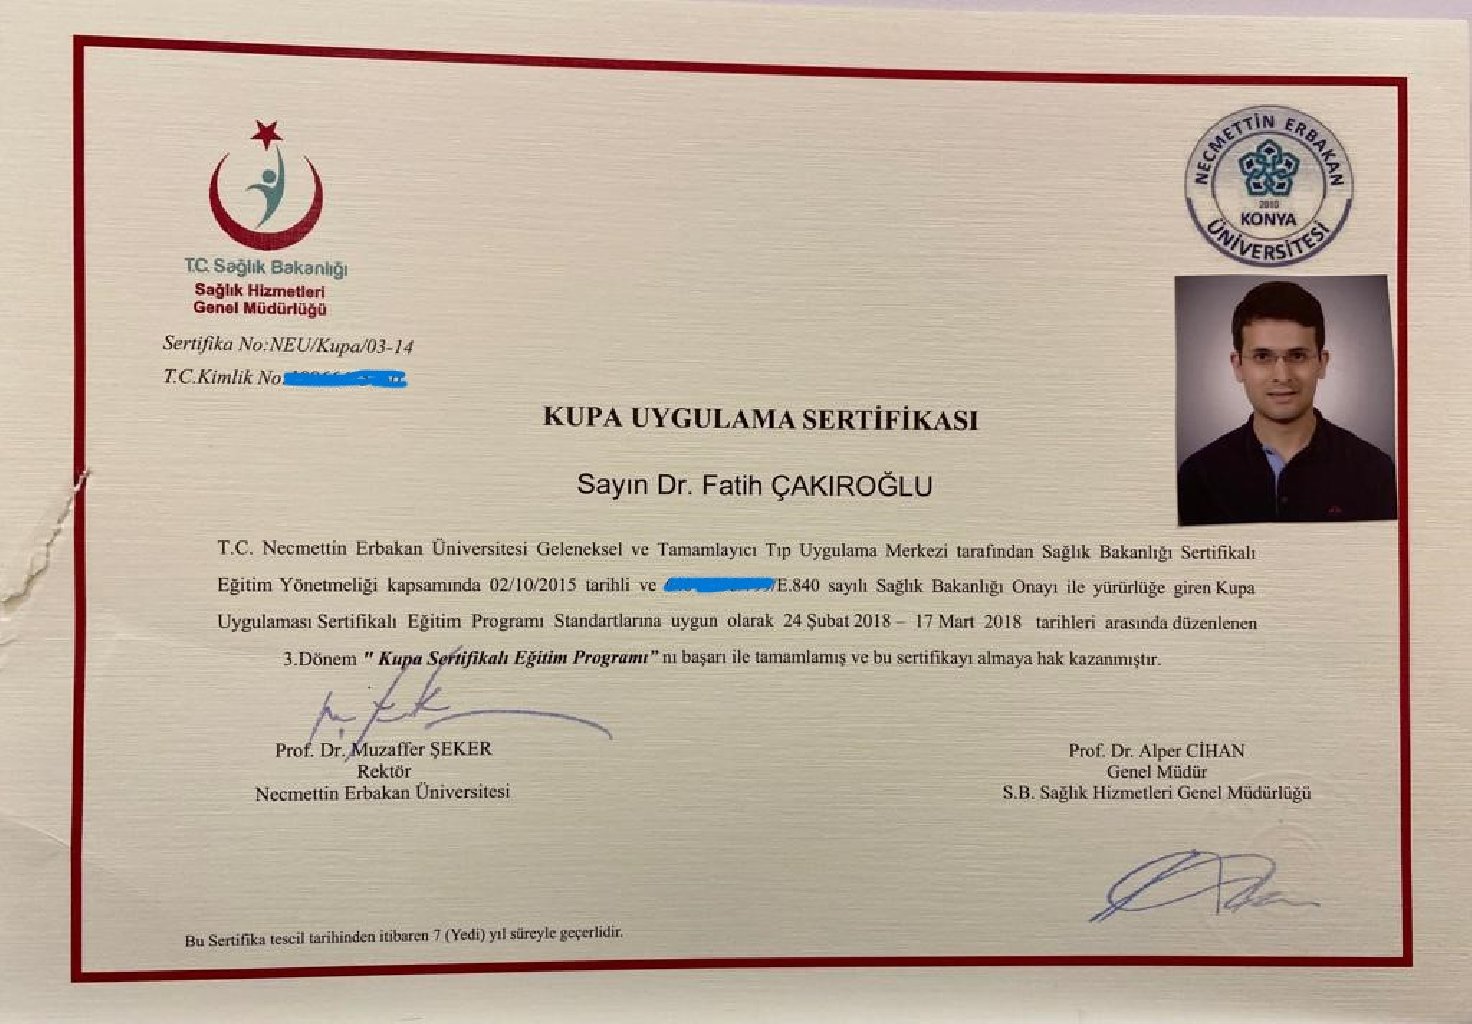 T.C. Sağlık Bakanlığı
Sağlık Hizmetleri
Genel Müdürlüğü
NECMETTİN ERBAKAN
2010
KONYA
ÜNİVERSİTESİ
Sertifika No:NEU/Kupa/03-14
T.C.Kimlik No:
KUPA UYGULAMA SERTİFİKASI
Sayın Dr. Fatih ÇAKIROĞLU
T.C. Necmettin Erbakan Üniversitesi Geleneksel ve Tamamlayıcı Tıp Uygulama Merkezi tarafından Sağlık Bakanlığı Sertifikalı
Eğitim Yönetmeliği kapsamında 02/10/2015 tarihli ve /E.840 sayılı Sağlık Bakanlığı Onayı ile yürürlüğe giren Kupa
Uygulaması Sertifikalı Eğitim Programı Standartlarına uygun olarak 24 Şubat 2018 – 17 Mart 2018 tarihleri arasında düzenlenen
3.Dönem " Kupa Sertifikalı Eğitim Programı" nı başarı ile tamamlamış ve bu sertifikayı almaya hak kazanmıştır.
Prof. Dr. Muzaffer ŞEKER
Rektör
Necmettin Erbakan Üniversitesi
Prof. Dr. Alper CİHAN
Genel Müdür
S.B. Sağlık Hizmetleri Genel Müdürlüğü
Bu Sertifika tescil tarihinden itibaren 7 (Yedi) yıl süreyle geçerlidir.